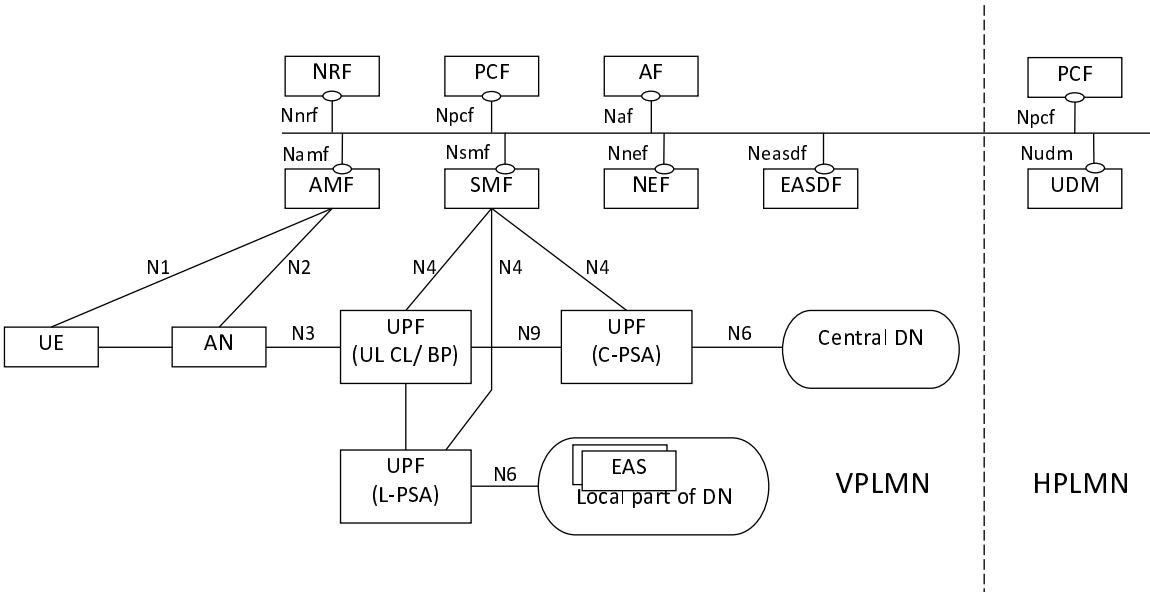 NRF
PCF
AF
PCF
Nnrf
Npcf
Naf
Npcf
Namf
Nsmf
Nnef
Neasdf
Nudm
AMF
SMF
NEF
EASDF
UDM
N1
N2
N4
N4
N4
UE
AN
N3
UPF
(UL CL/ BP)
N9
UPF
(C-PSA)
N6
Central DN
UPF
(L-PSA)
N6
EAS
Local part of DN
VPLMN
HPLMN